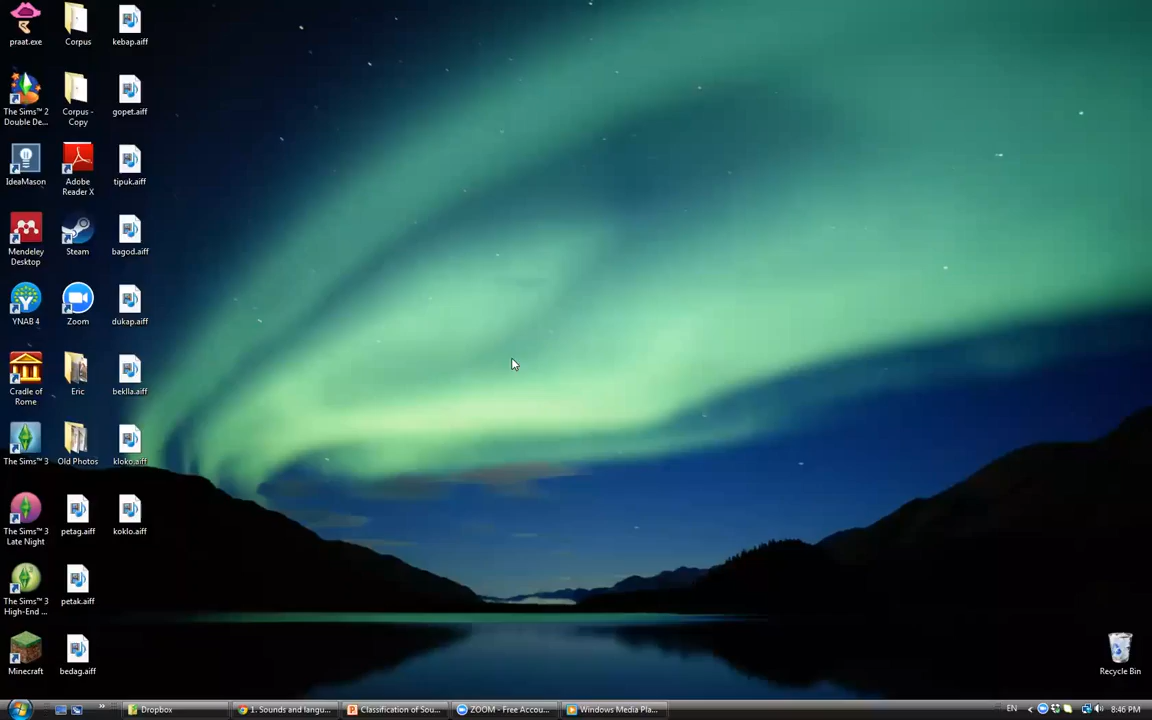 praat.exe
Corpus
kebap.aiff
The Sims™ 2
Double De...
Corpus -
Copy
gopet.aiff
IdeaMason
Adobe
Reader X
tipuk.aiff
Mendeley
Desktop
Steam
bagod.aiff
YNAB 4
Zoom
dukap.aiff
Cradle of
Rome
Eric
beklla.aiff
The Sims™ 3
Old Photos
kloko.aiff
The Sims™ 3
Late Night
petag.aiff
koklo.aiff
The Sims™ 3
High-End ...
petak.aiff
Minecraft
bedag.aiff
Recycle Bin
Dropbox
1. Sounds and langu...
Classification of Sou...
ZOOM - Free Accou...
Windows Media Pla...
EN
8:46 PM